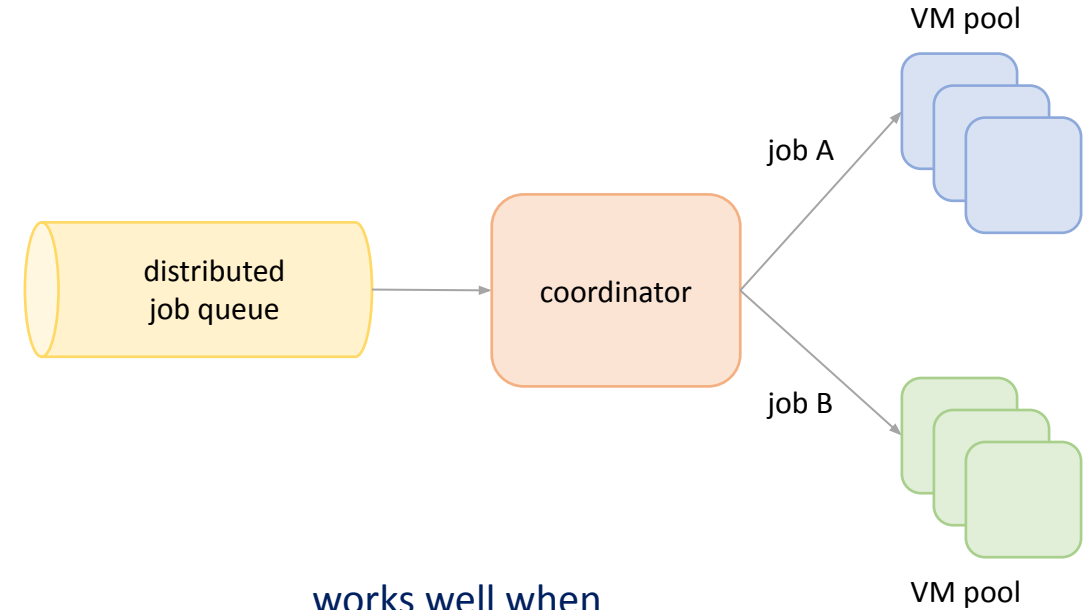 VM pool
job A
distributed
job queue
coordinator
job B
works well when
VM pool